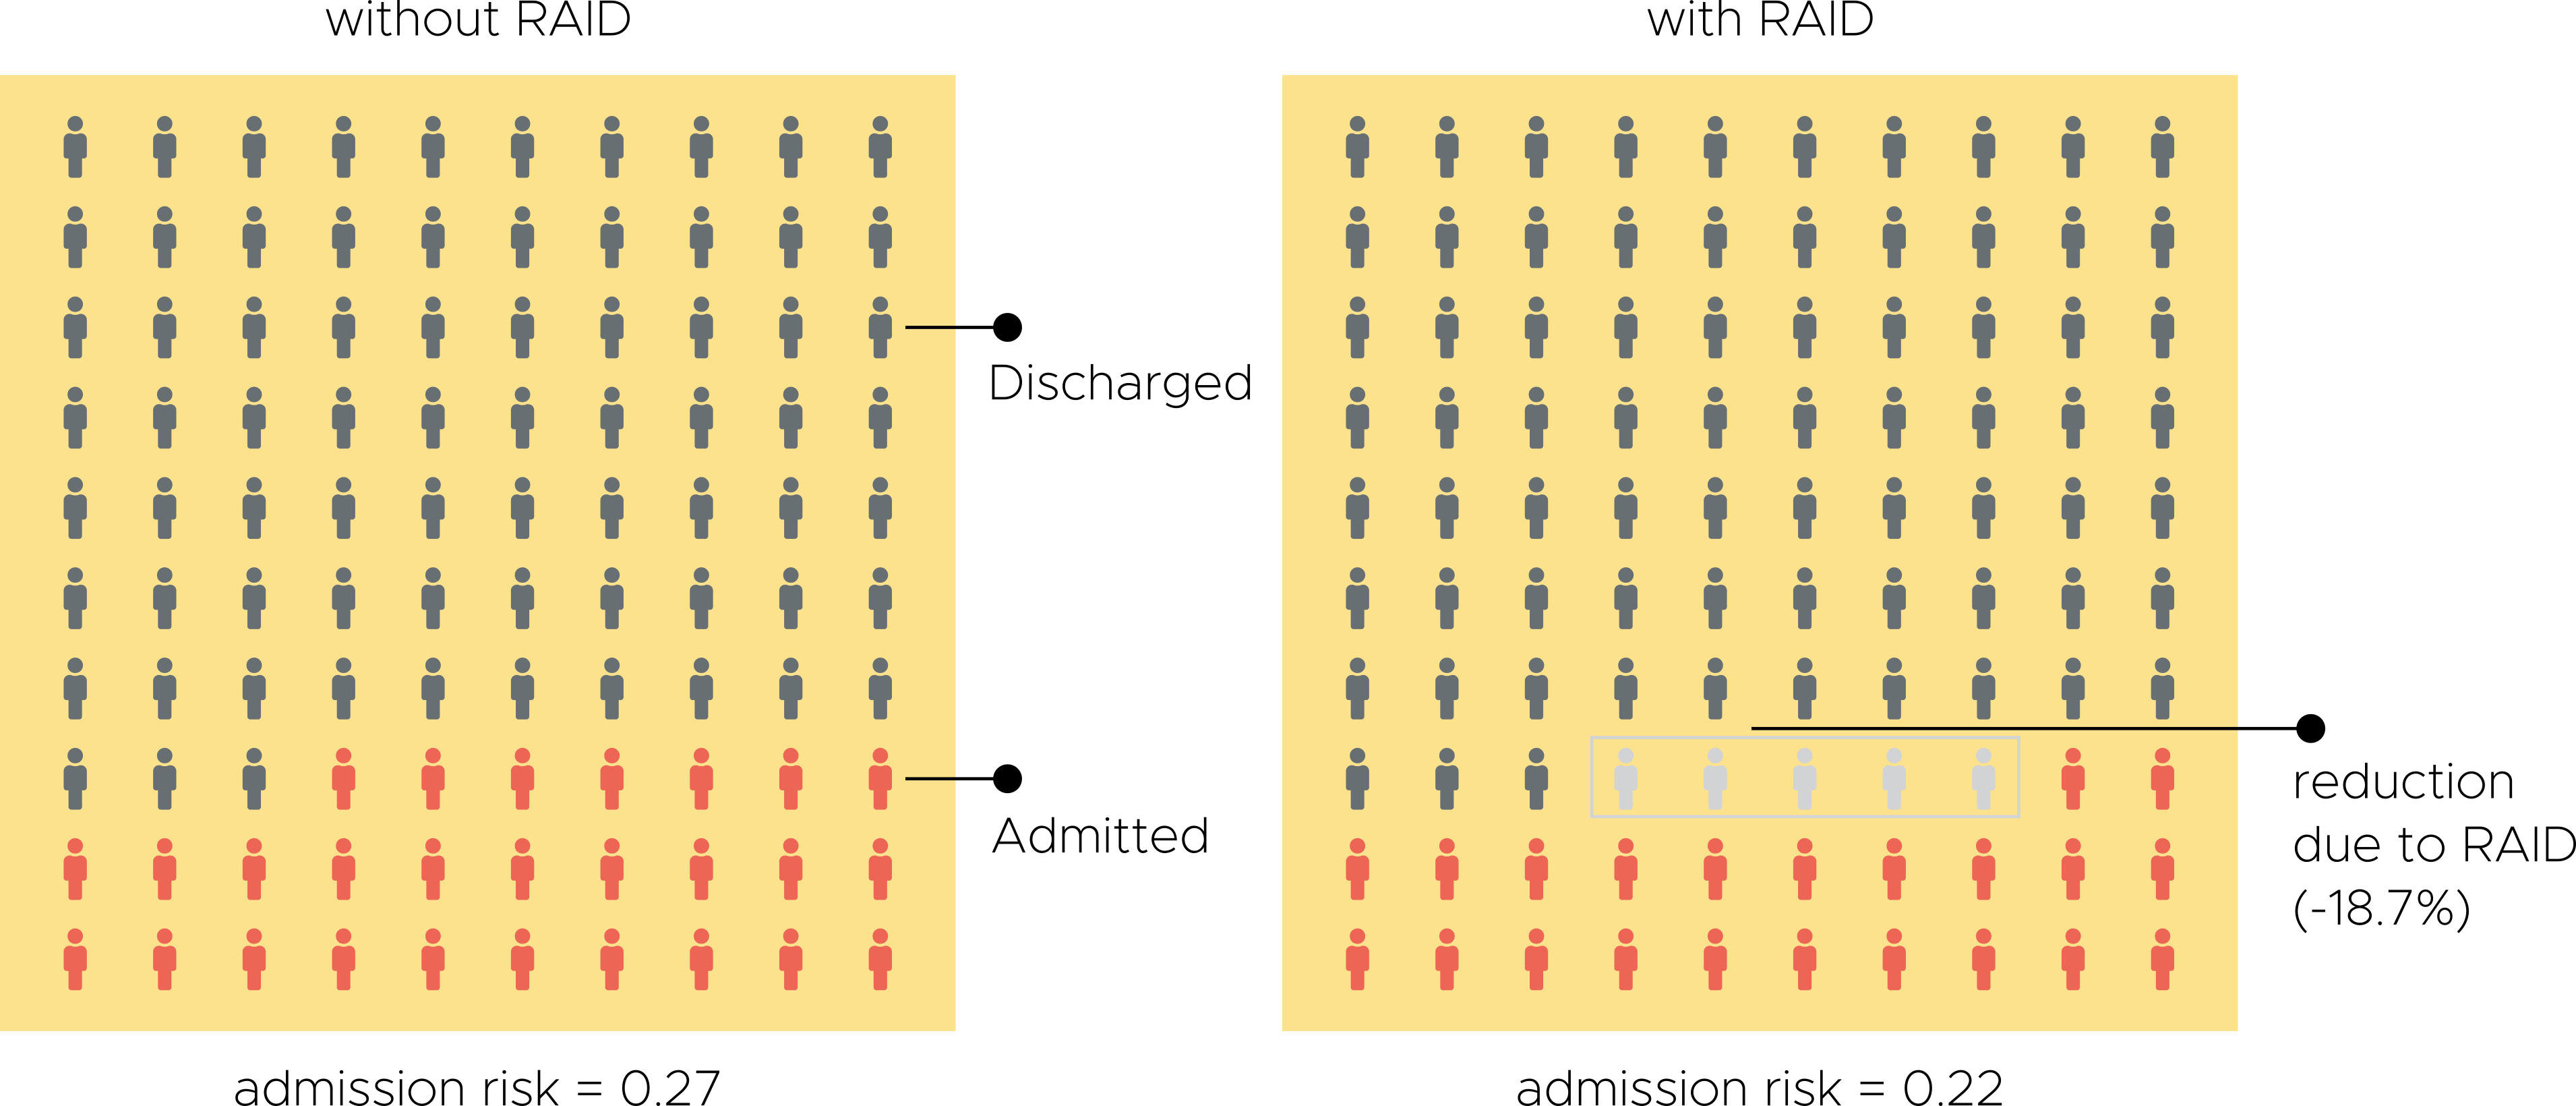 without RAID
with RAID
Discharged
Admitted
reduction
due to RAID
(-18.7%)
admission risk = 0.27
admission risk = 0.22